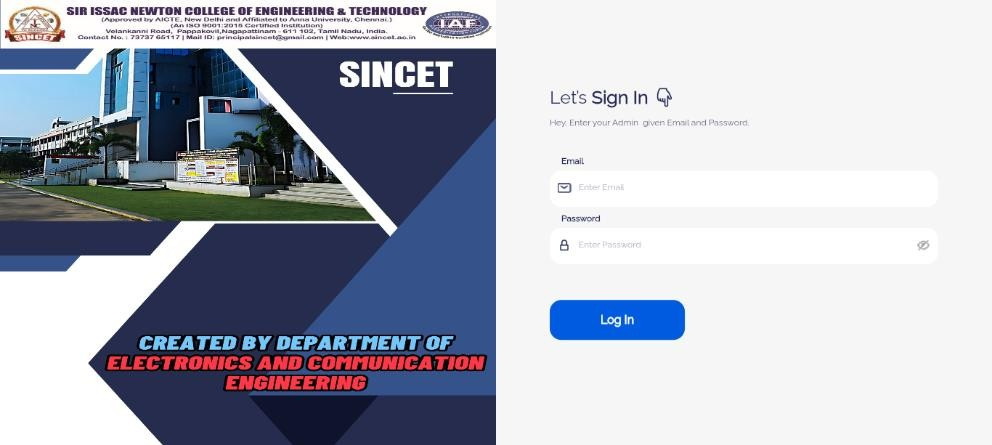 SIR ISSAC NEWTON COLLEGE OF ENGINEERING & TECHNOLOGY
(Approved by AICTE, New Delhi and Affiliated to Anna University, Chennai.)
(An ISO 9001:2015 Certified Institution)
Velankanni Road, Pappakovil,Nagapattinam - 611 102, Tamil Nadu, India.
Contact No. : 73737 65117 | Mail ID: principalsincet@gmail.com | Web:www.sincet.ac.in
SINCET
IAF
SINCET
CREATED BY DEPARTMENT OF
ELECTRONICS AND COMMUNICATION
ENGINEERING
Let's Sign In
Hey, Enter your Admin given Email and Password.
Email
Enter Email
Password
Enter Password
Log In